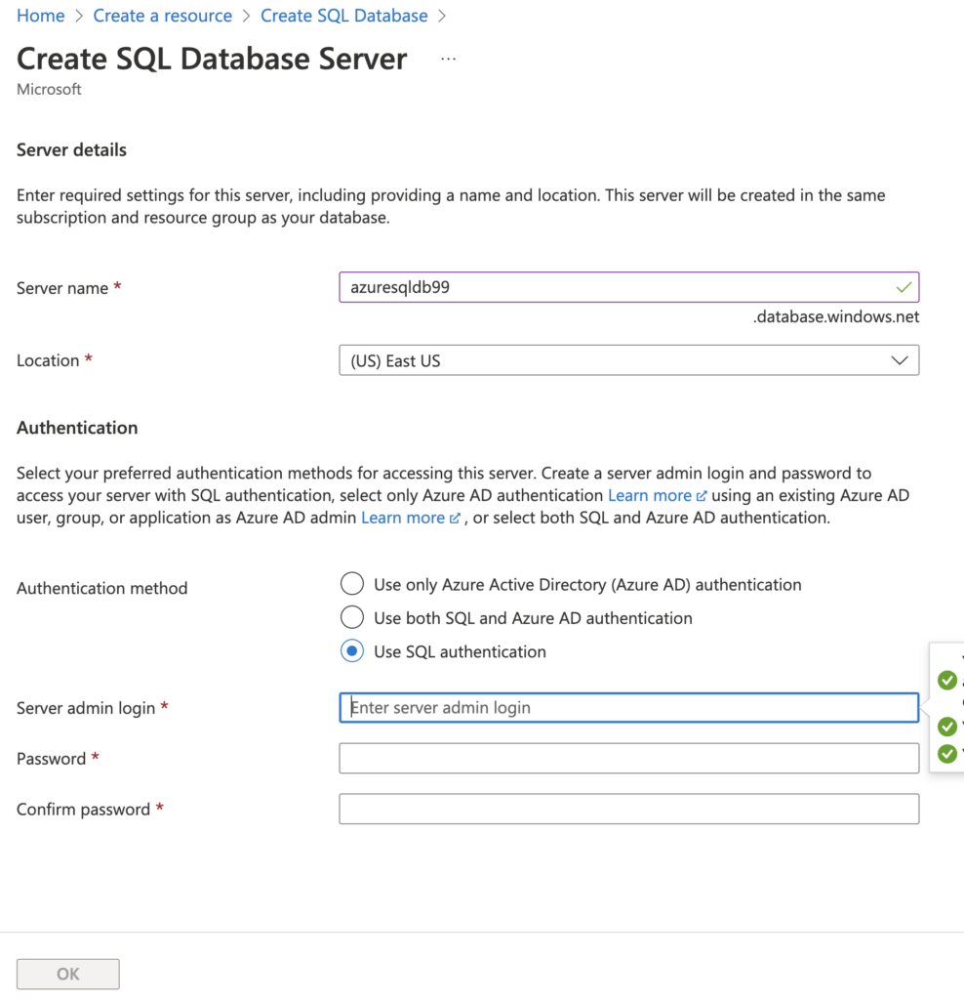 Home > Create a resource > Create SQL Database >
Create SQL Database Server ...
Microsoft
Server details
Enter required settings for this server, including providing a name and location. This server will be created in the same
subscription and resource group as your database.
Server name *
azuresqldb99
.database.windows.net
Location *
(US) East US
Authentication
Select your preferred authentication methods for accessing this server. Create a server admin login and password to
access your server with SQL authentication, select only Azure AD authentication Learn more using an existing Azure AD
user, group, or application as Azure AD admin Learn more , or select both SQL and Azure AD authentication.
Authentication method
Use only Azure Active Directory (Azure AD) authentication
Use both SQL and Azure AD authentication
Use SQL authentication
Server admin login *
Enter server admin login
Password *
Confirm password *
OK